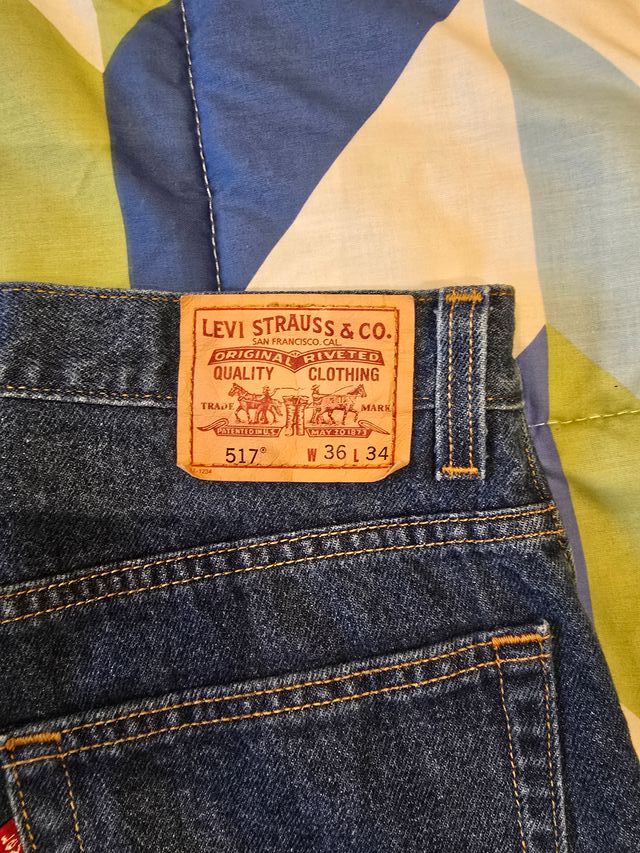 LEVI STRAUSS & CO.
SAN FRANCISCO, CAL.
ORIGINAL RIVETED
QUALITY CLOTHING
TRADE MARK
PATENTED IN U.S. MAY 20 1873
517® W 36 L 34